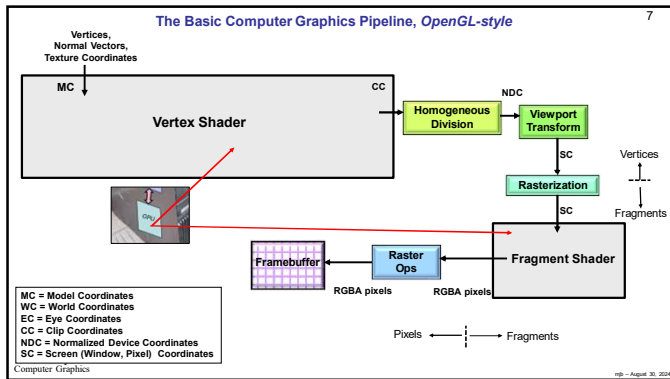 The Basic Computer Graphics Pipeline, OpenGL-style
7
Vertices,
Normal Vectors,
Texture Coordinates
MC
CC
Vertex Shader
Homogeneous
Division
NDC
Viewport
Transform
SC
Vertices
Rasterization
Fragments
SC
GPU
Framebuffer
Raster
Ops
Fragment Shader
RGBA pixels
RGBA pixels
MC = Model Coordinates
WC = World Coordinates
EC = Eye Coordinates
CC = Clip Coordinates
NDC = Normalized Device Coordinates
SC = Screen (Window, Pixel) Coordinates
Pixels
Fragments
Computer Graphics
mjb – August 30, 2024